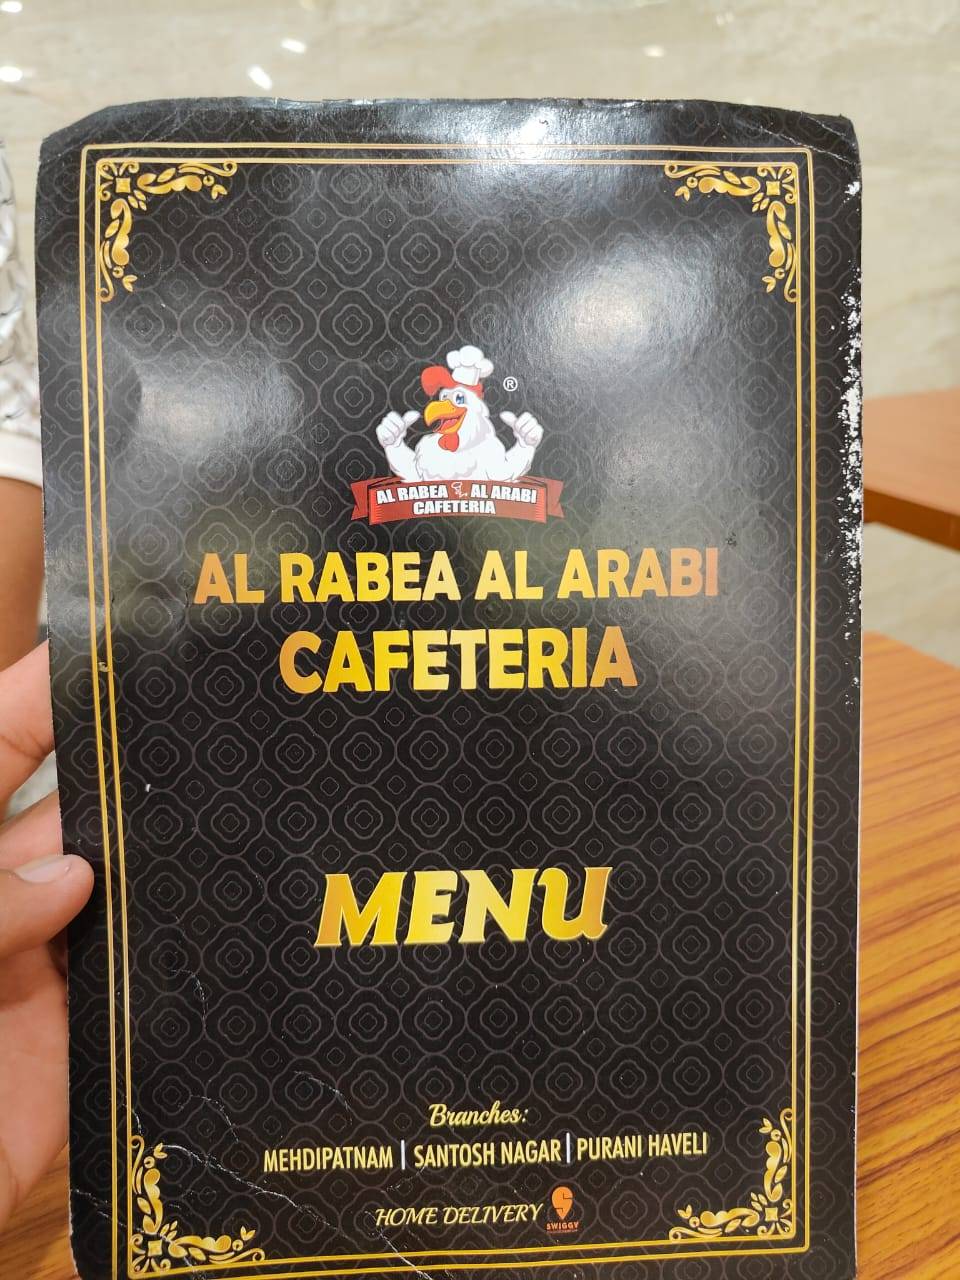 ®
AL RABEA AL ARABI
CAFETERIA
AL RABEA AL ARABI
CAFETERIA
MENU
Branches:
MEHDIPATNAM | SANTOSH NAGAR | PURANI HAVELI
HOME DELIVERY
SWIGGY